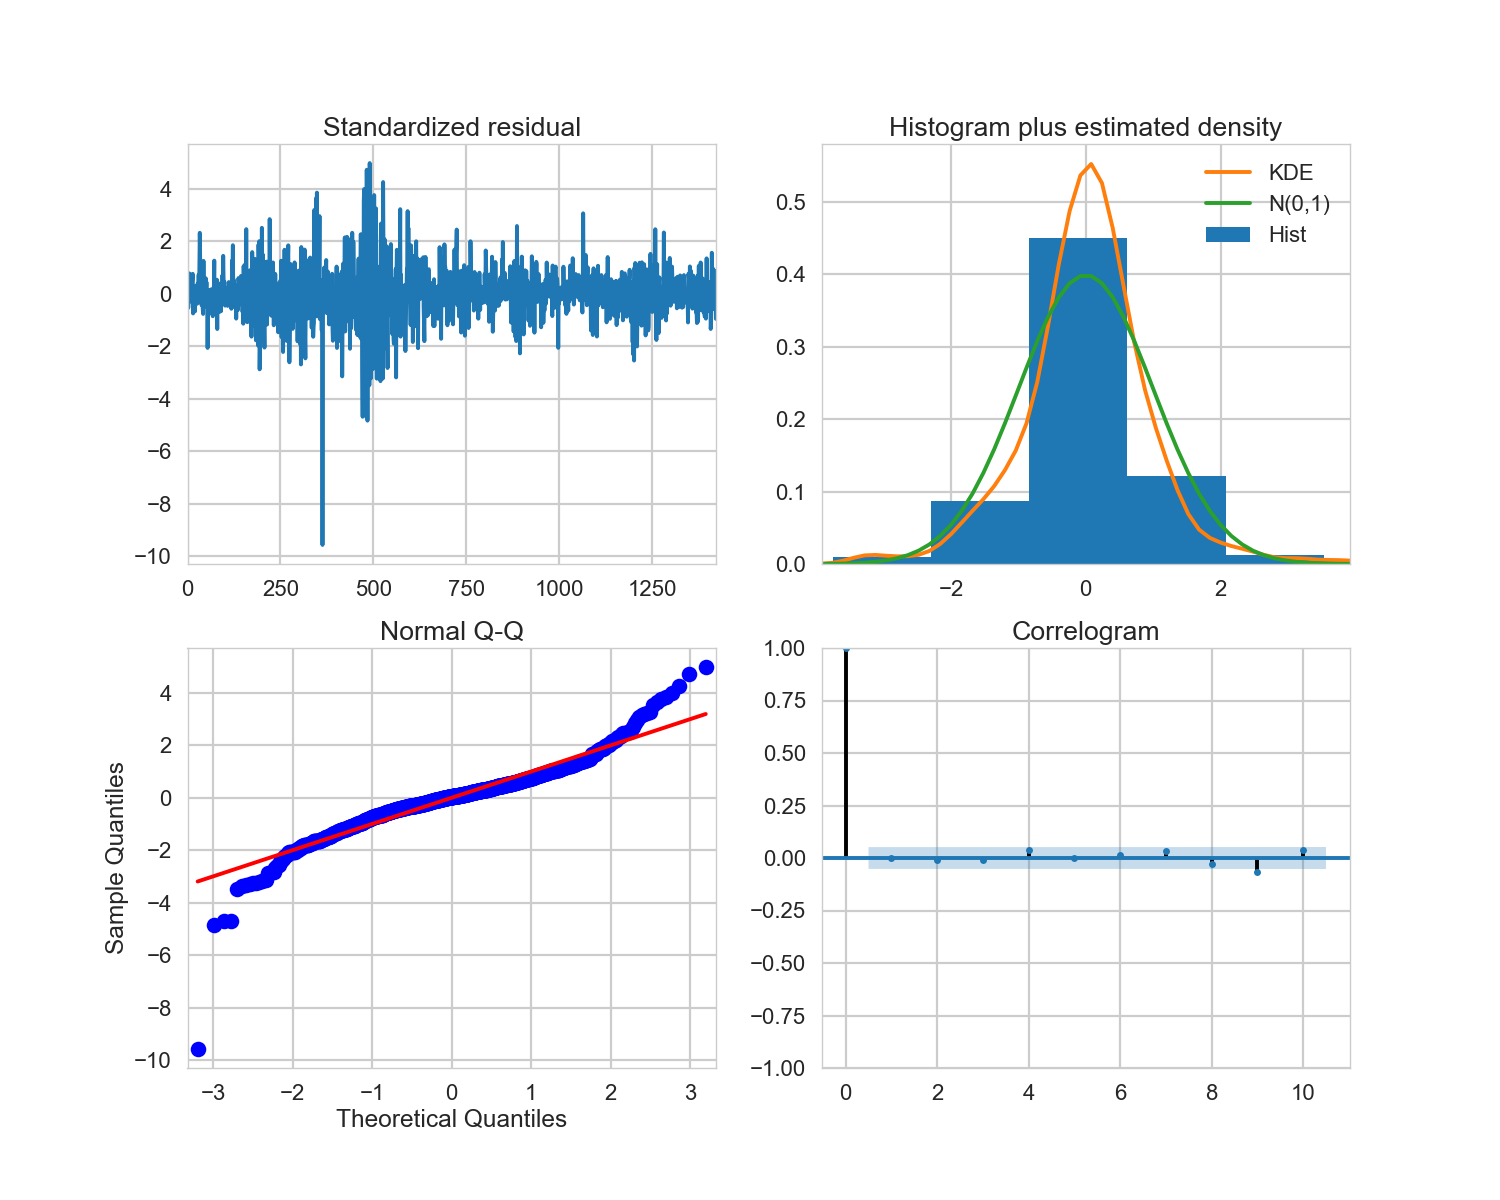 Standardized residual
4
2
0
−2
−4
−6
−8
−10
0 250 500 750 1000 1250
Histogram plus estimated density
KDE
N(0,1)
Hist
0.5
0.4
0.3
0.2
0.1
0.0
−2 0 2
Normal Q-Q
Sample Quantiles
4
2
0
−2
−4
−6
−8
−10
−3 −2 −1 0 1 2 3
Theoretical Quantiles
Correlogram
1.00
0.75
0.50
0.25
0.00
−0.25
−0.50
−0.75
−1.00
0 2 4 6 8 10